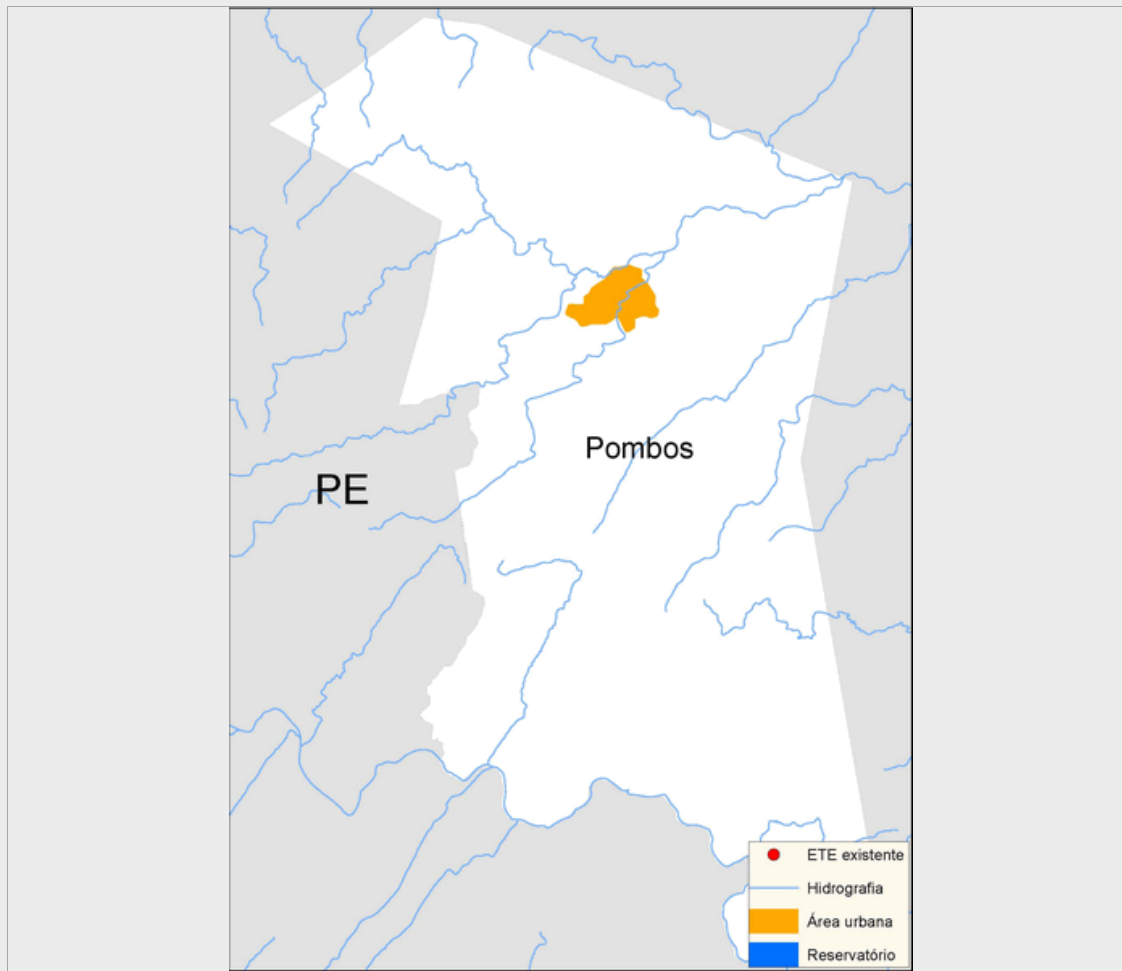 Pombos
PE
ETE existente
Hidrografia
Área urbana
Reservatório